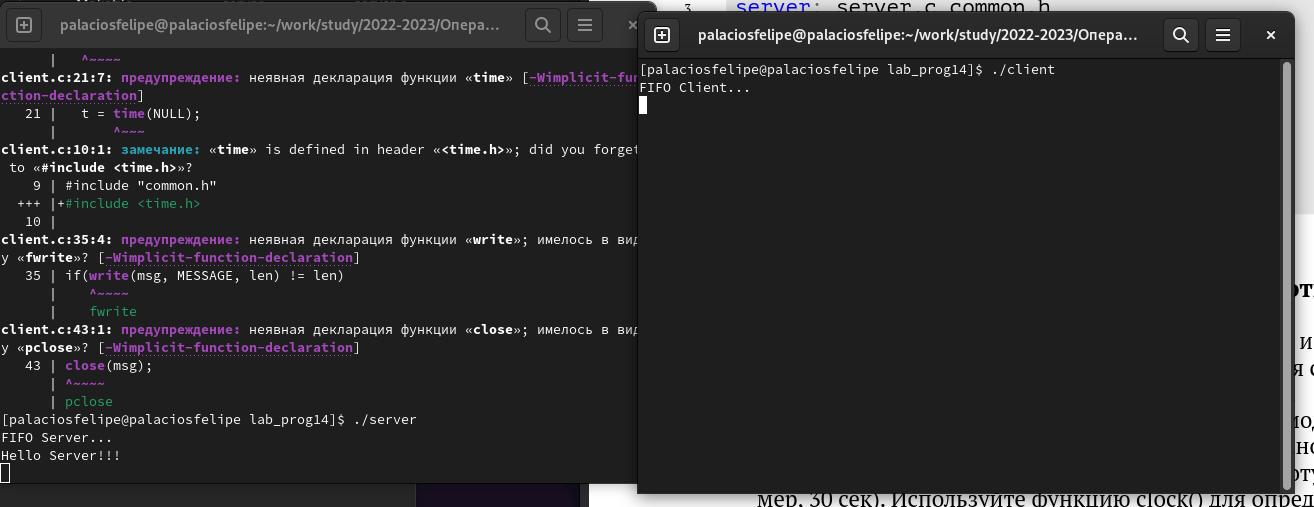 palaciosfelipe@palaciosfelipe:~/work/study/2022-2023/Опера...
| ^~~~~
client.c:21:7: предупреждение: неявная декларация функции «time» [-Wimplicit-fun
ction-declaration]
21 | t = time(NULL);
| ^~~~
client.c:10:1: замечание: «time» is defined in header «<time.h>»; did you forget
to «#include <time.h>»?
9 | #include "common.h"
+++ |+#include <time.h>
10 |
client.c:35:4: предупреждение: неявная декларация функции «write»; имелось в вид
у «fwrite»? [-Wimplicit-function-declaration]
35 | if(write(msg, MESSAGE, len) != len)
| ^~~~~
| fwrite
client.c:43:1: предупреждение: неявная декларация функции «close»; имелось в вид
у «pclose»? [-Wimplicit-function-declaration]
43 | close(msg);
| ^~~~~
| pclose
[palaciosfelipe@palaciosfelipe lab_prog14]$ ./server
FIFO Server...
Hello Server!!!
3 server: server.c common.h
palaciosfelipe@palaciosfelipe:~/work/study/2022-2023/Опера...
[palaciosfelipe@palaciosfelipe lab_prog14]$ ./client
FIFO Client...
мер, 30 сек). Используйте функцию clock() для опред